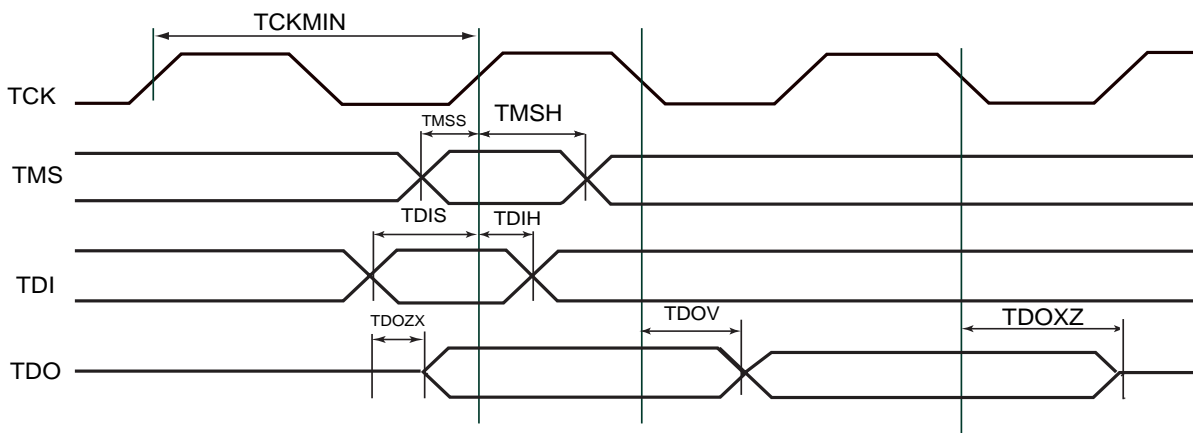 TCKMIN
TCK
TMSS
TMSH
TMS
TDIS
TDIH
TDI
TDOZX
TDOV
TDOXZ
TDO